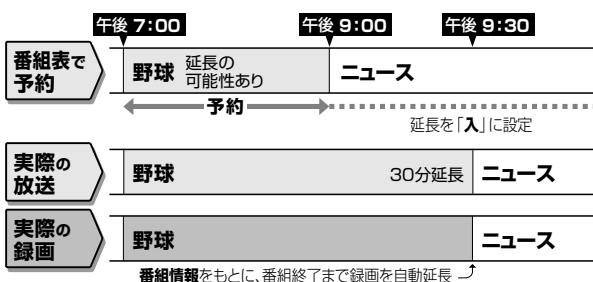 午後 7:00 午後 9:00 午後 9:30
番組表で
予約
野球 延長の
可能性あり
ニュース
予約
延長を「入」に設定
実際の
放送
野球 30分延長 ニュース
実際の
録画
野球 ニュース
番組情報をもとに、番組終了まで録画を自動延長